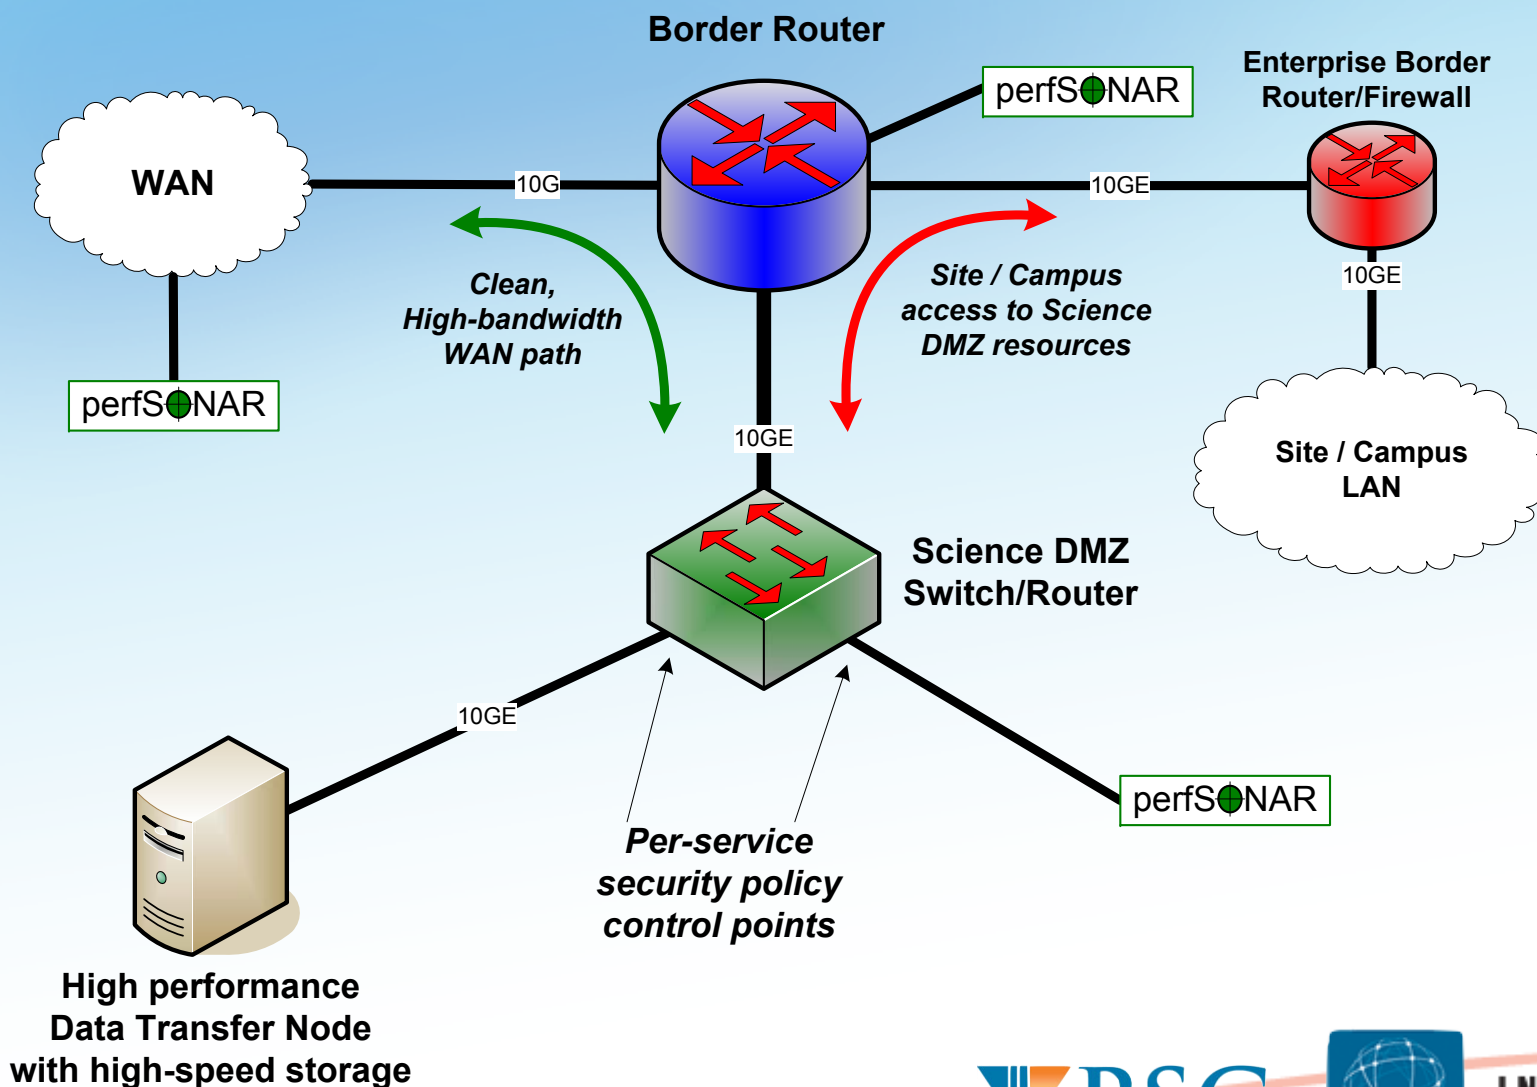 Border Router
perfSONAR
Enterprise Border
Router/Firewall
WAN
10G
10GE
10GE
Clean,
High-bandwidth
WAN path
Site / Campus
access to Science
DMZ resources
perfSONAR
10GE
Site / Campus
LAN
Science DMZ
Switch/Router
10GE
perfSONAR
Per-service
security policy
control points
High performance
Data Transfer Node
with high-speed storage